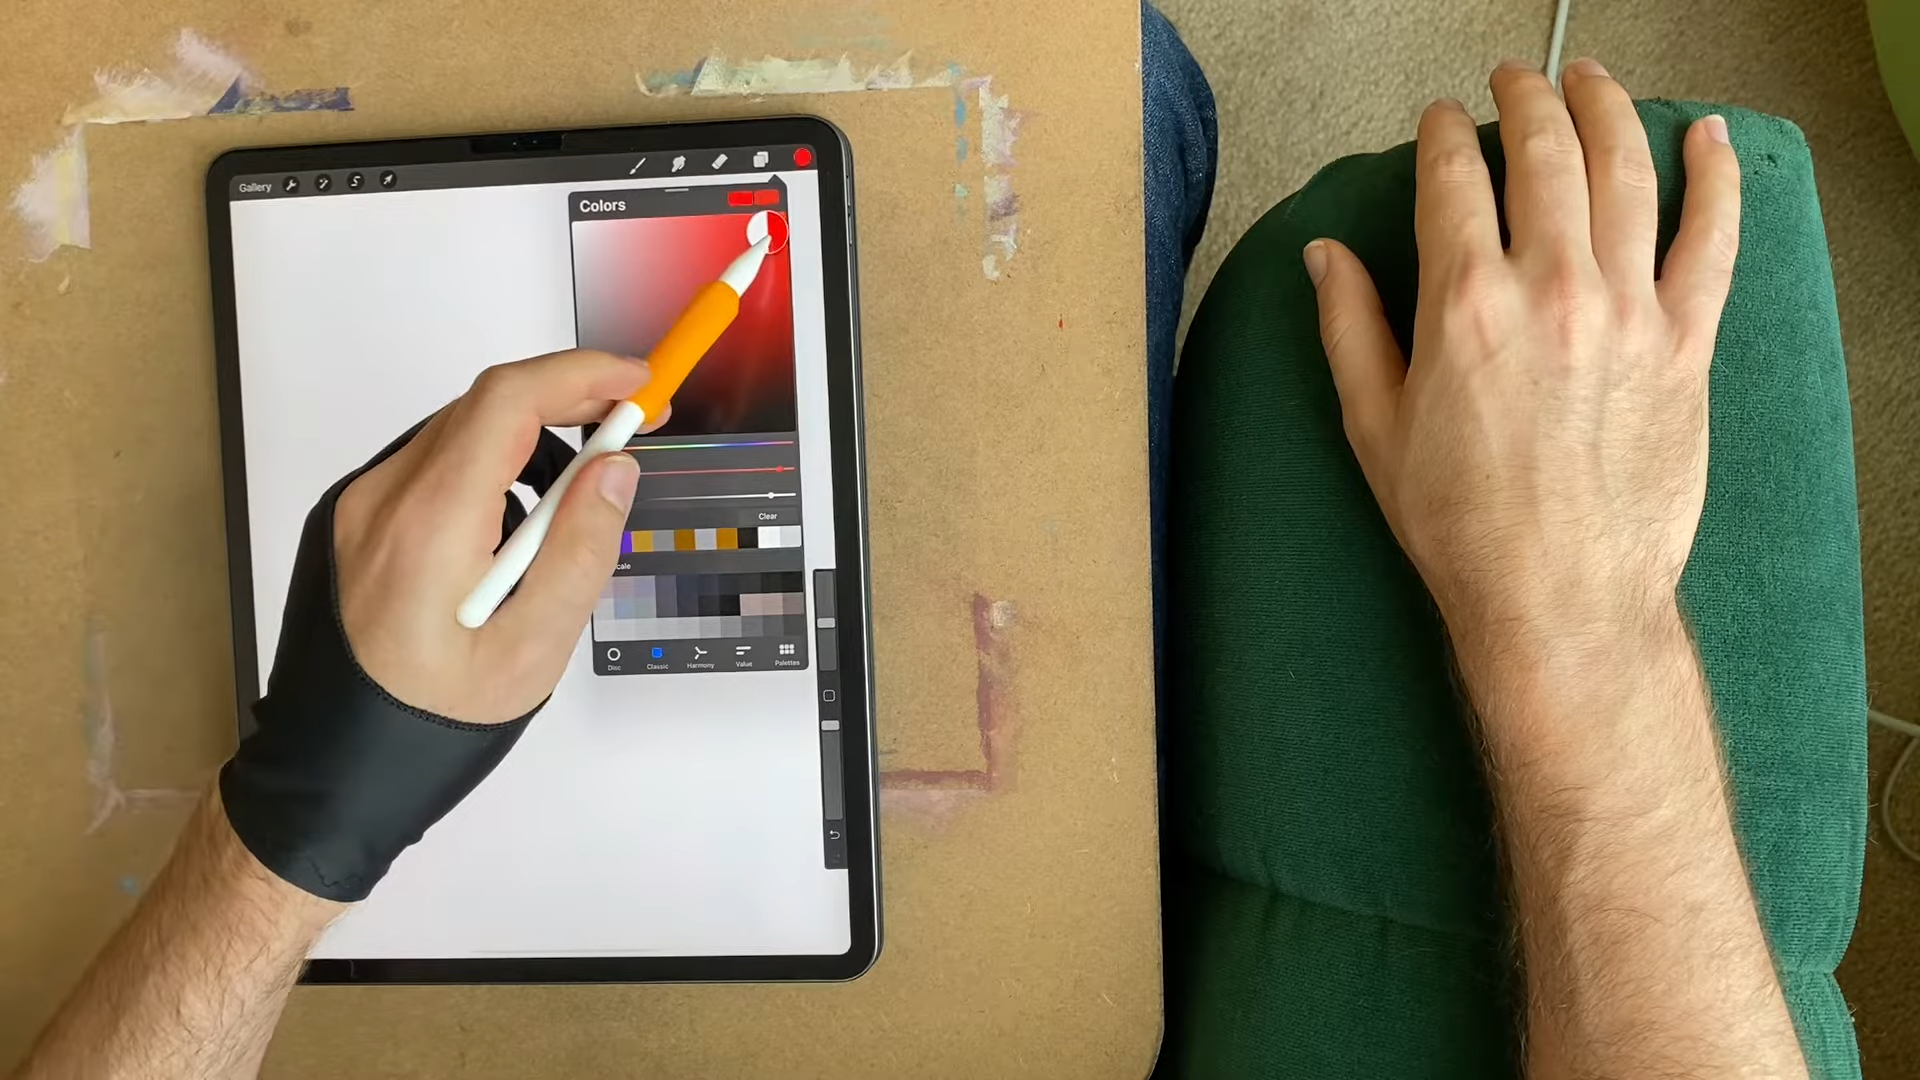 Gallery
Colors
Clear
cale
Disc
Classic
Harmony
Value
Palettes